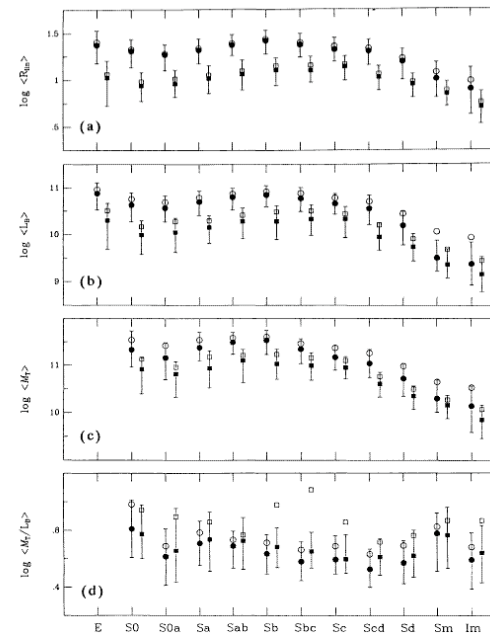 1.5
1
.5
log <R_lin>
(a)
11
10
9
log <L_B>
(b)
11
10
log <M_T>
(c)
.8
.6
.4
log <M_T/L_B>
(d)
E S0 S0a Sa Sab Sb Sbc Sc Scd Sd Sm Im